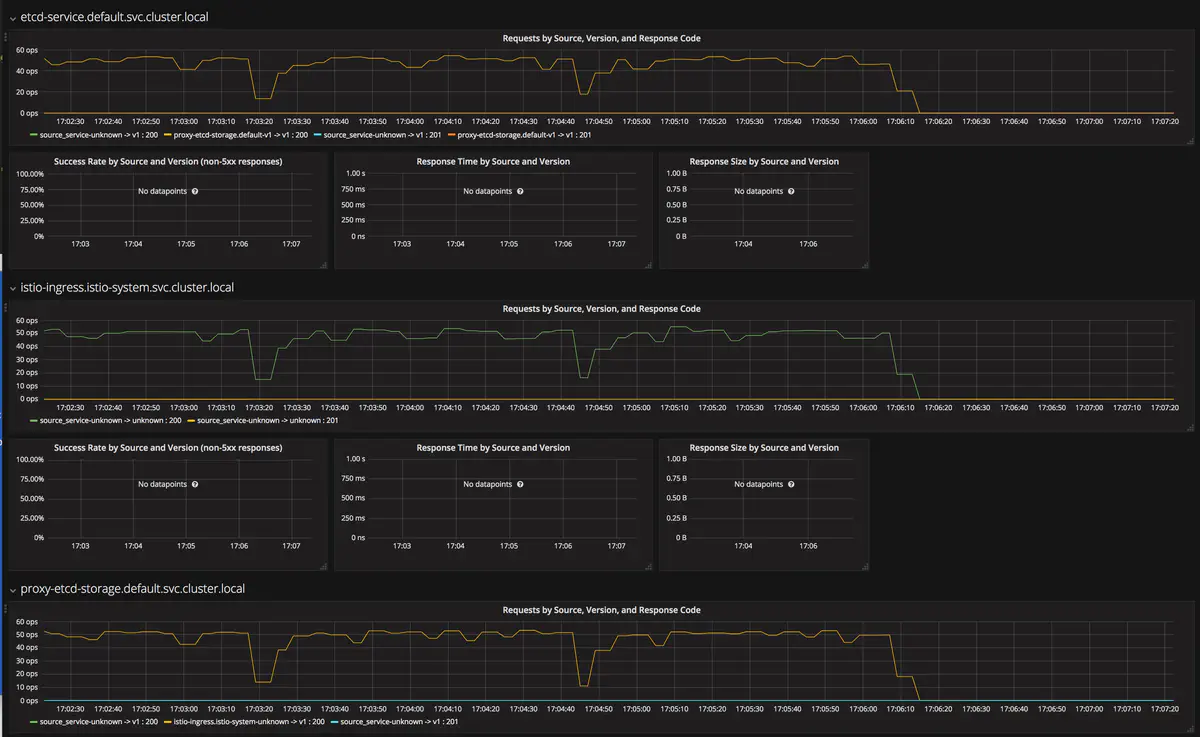 etcd-service.default.svc.cluster.local
Requests by Source, Version, and Response Code
60 ops
40 ops
20 ops
0 ops
17:02:30 17:02:40 17:02:50 17:03:00 17:03:10 17:03:20 17:03:30 17:03:40 17:03:50 17:04:00 17:04:10 17:04:20 17:04:30 17:04:40 17:04:50 17:05:00 17:05:10 17:05:20 17:05:30 17:05:40 17:05:50 17:06:00 17:06:10 17:06:20 17:06:30 17:06:40 17:06:50 17:07:00 17:07:10 17:07:20
source_service-unknown -> v1 : 200 proxy-etcd-storage.default-v1 -> v1 : 200 source_service-unknown -> v1 : 201 proxy-etcd-storage.default-v1 -> v1 : 201
Success Rate by Source and Version (non-5xx responses)
100.00%
75.00%
50.00%
25.00%
0%
No datapoints
17:03 17:04 17:05 17:06 17:07
Response Time by Source and Version
1.00 s
750 ms
500 ms
250 ms
0 ns
No datapoints
17:03 17:04 17:05 17:06 17:07
Response Size by Source and Version
1.00 B
0.75 B
0.50 B
0.25 B
0 B
No datapoints
17:04 17:06
istio-ingress.istio-system.svc.cluster.local
Requests by Source, Version, and Response Code
60 ops
50 ops
40 ops
30 ops
20 ops
10 ops
0 ops
17:02:30 17:02:40 17:02:50 17:03:00 17:03:10 17:03:20 17:03:30 17:03:40 17:03:50 17:04:00 17:04:10 17:04:20 17:04:30 17:04:40 17:04:50 17:05:00 17:05:10 17:05:20 17:05:30 17:05:40 17:05:50 17:06:00 17:06:10 17:06:20 17:06:30 17:06:40 17:06:50 17:07:00 17:07:10 17:07:20
source_service-unknown -> unknown : 200 source_service-unknown -> unknown : 201
Success Rate by Source and Version (non-5xx responses)
100.00%
75.00%
50.00%
25.00%
0%
No datapoints
17:03 17:04 17:05 17:06 17:07
Response Time by Source and Version
1.00 s
750 ms
500 ms
250 ms
0 ns
No datapoints
17:03 17:04 17:05 17:06 17:07
Response Size by Source and Version
1.00 B
0.75 B
0.50 B
0.25 B
0 B
No datapoints
17:04 17:06
proxy-etcd-storage.default.svc.cluster.local
Requests by Source, Version, and Response Code
60 ops
50 ops
40 ops
30 ops
20 ops
10 ops
0 ops
17:02:30 17:02:40 17:02:50 17:03:00 17:03:10 17:03:20 17:03:30 17:03:40 17:03:50 17:04:00 17:04:10 17:04:20 17:04:30 17:04:40 17:04:50 17:05:00 17:05:10 17:05:20 17:05:30 17:05:40 17:05:50 17:06:00 17:06:10 17:06:20 17:06:30 17:06:40 17:06:50 17:07:00 17:07:10 17:07:20
source_service-unknown -> v1 : 200 istio-ingress.istio-system-unknown -> v1 : 200 source_service-unknown -> v1 : 201